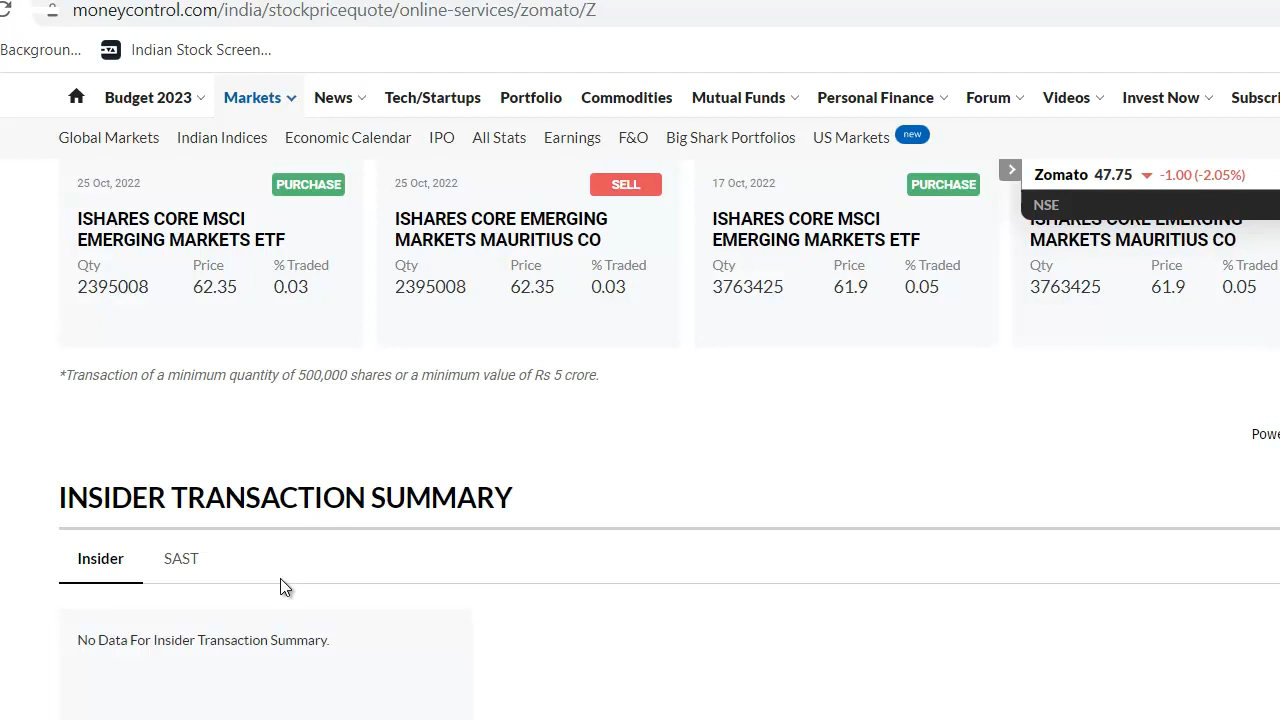 moneycontrol.com/india/stockpricequote/online-services/zomato/Z
Backgroun... Indian Stock Screen...
Budget 2023 Markets News Tech/Startups Portfolio Commodities Mutual Funds Personal Finance Forum Videos Invest Now Subscri
Global Markets Indian Indices Economic Calendar IPO All Stats Earnings F&O Big Shark Portfolios US Markets new
Zomato 47.75 -1.00 (-2.05%)
NSE
25 Oct, 2022 PURCHASE
ISHARES CORE MSCI
EMERGING MARKETS ETF
Qty Price % Traded
2395008 62.35 0.03
25 Oct, 2022 SELL
ISHARES CORE EMERGING
MARKETS MAURITIUS CO
Qty Price % Traded
2395008 62.35 0.03
17 Oct, 2022 PURCHASE
ISHARES CORE MSCI
EMERGING MARKETS ETF
Qty Price % Traded
3763425 61.9 0.05
ISHARES CORE EMERGING
MARKETS MAURITIUS CO
Qty Price % Traded
3763425 61.9 0.05
*Transaction of a minimum quantity of 500,000 shares or a minimum value of Rs 5 crore.
Powe
INSIDER TRANSACTION SUMMARY
Insider SAST
No Data For Insider Transaction Summary.